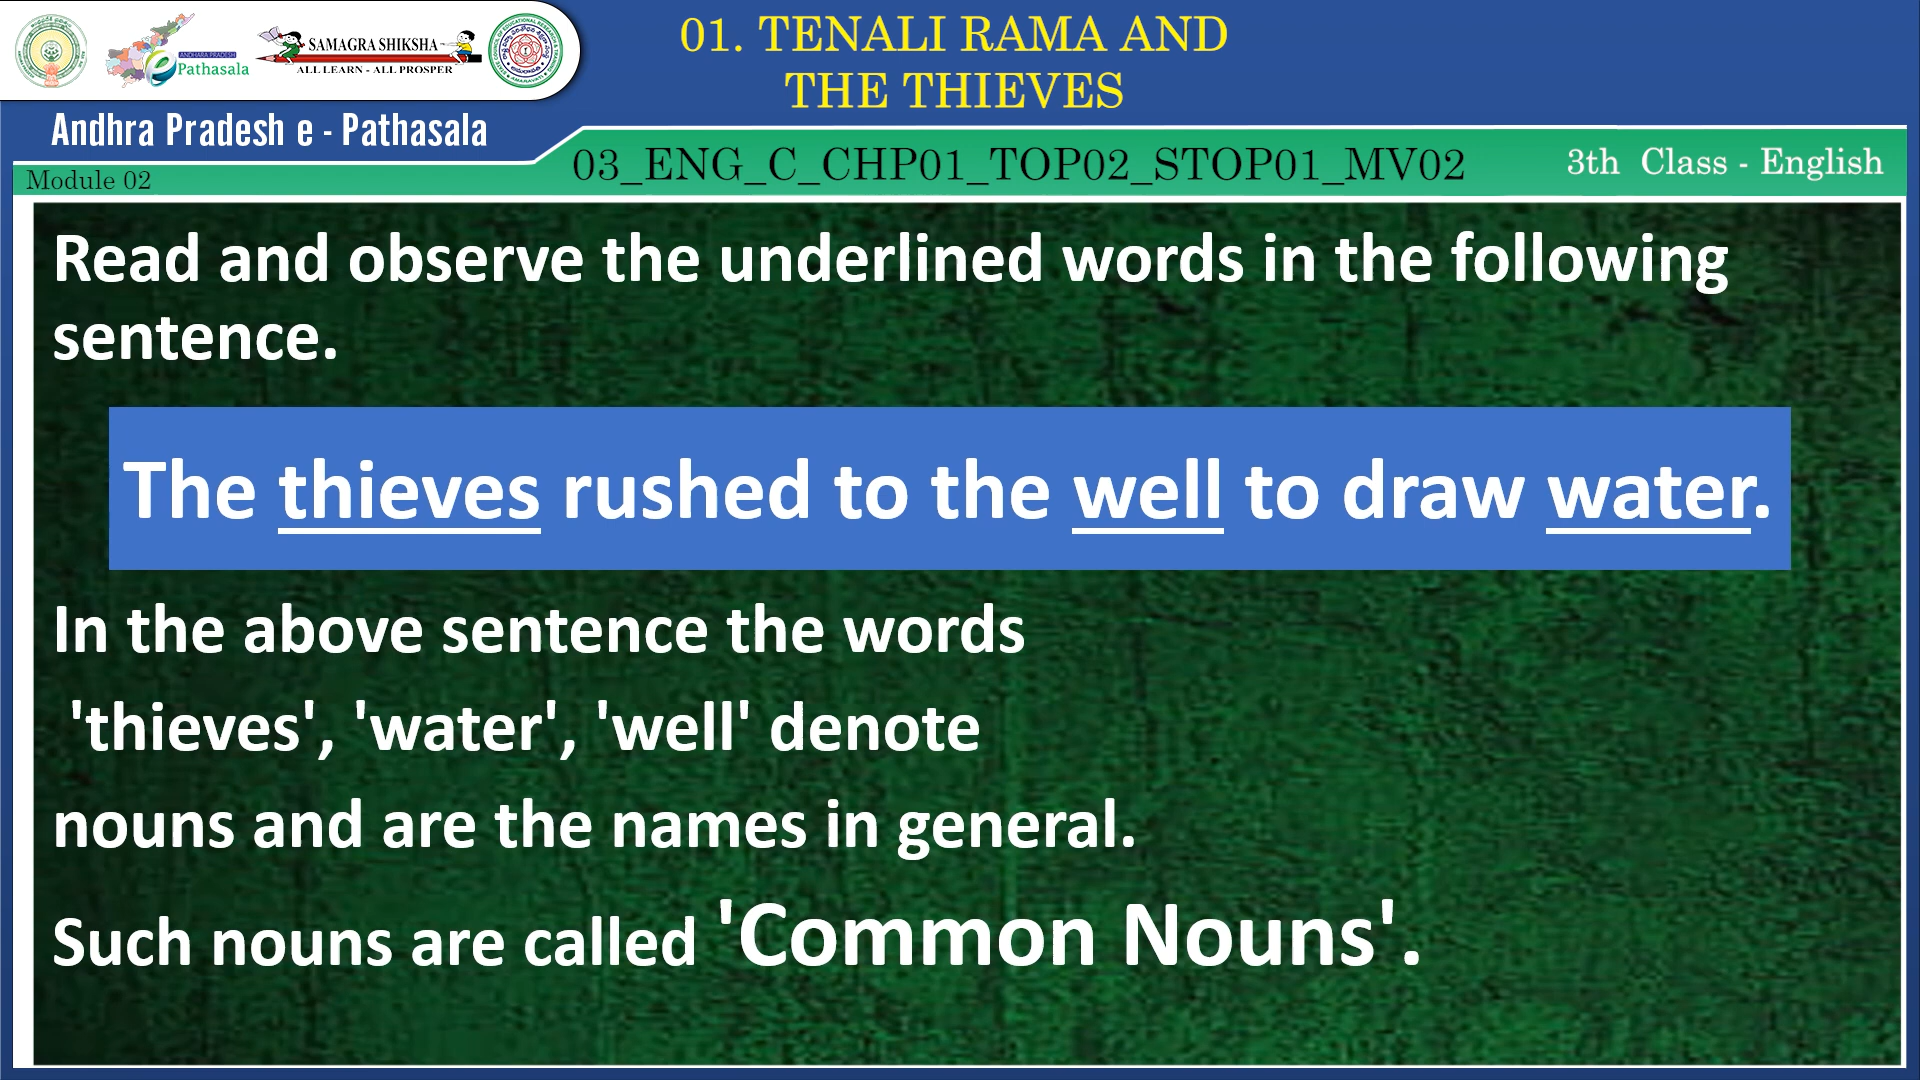 ANDHRA PRADESH
Pathasala
SAMAGRA SHIKSHA
ALL LEARN - ALL PROSPER
Andhra Pradesh e - Pathasala
01. TENALI RAMA AND
THE THIEVES
Module 02
03_ENG_C_CHP01_TOP02_STOP01_MV02
3th Class - English
Read and observe the underlined words in the following
sentence.
The thieves rushed to the well to draw water.
In the above sentence the words
'thieves', 'water', 'well' denote
nouns and are the names in general.
Such nouns are called 'Common Nouns'.